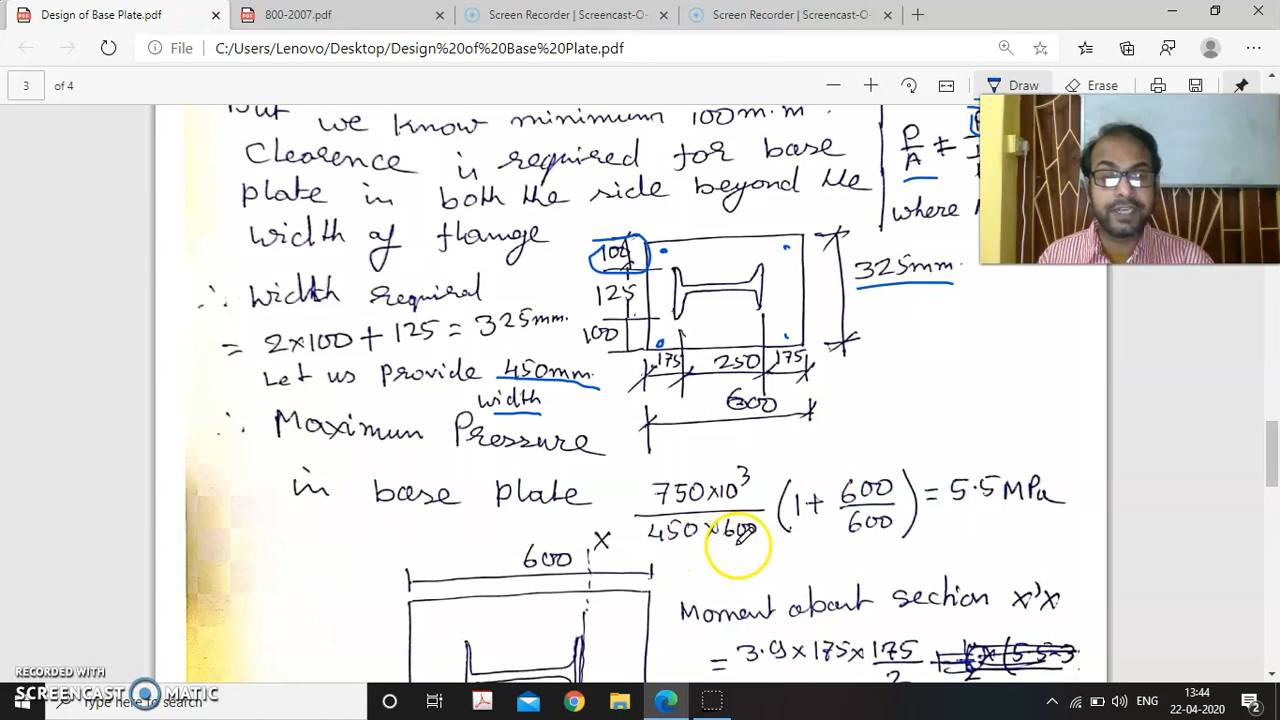 Design of Base Plate.pdf
800-2007.pdf
Screen Recorder | Screencast-O-
Screen Recorder | Screencast-O-
File
C:/Users/Lenovo/Desktop/Design%20of%20Base%20Plate.pdf
3
of 4
Draw
Erase
we know minimum 100m.m
Clearence is required for base
plate in both the side beyond the
width of flange
P/A
where
∴ Width required
= 2×100 + 125 = 325mm.
Let us provide 450mm.
width
100
125
100
325mm.
175 250 175
600
∴ Maximum Pressure
in base plate 750×10³/450×600 (1 + 600/600) = 5.5 MPa
600 X
Moment about section x'x
= 3.9×175×175/2
RECORDED WITH
SCREENCAST MATIC
Type here to search
ENG
13:44
22-04-2020
2